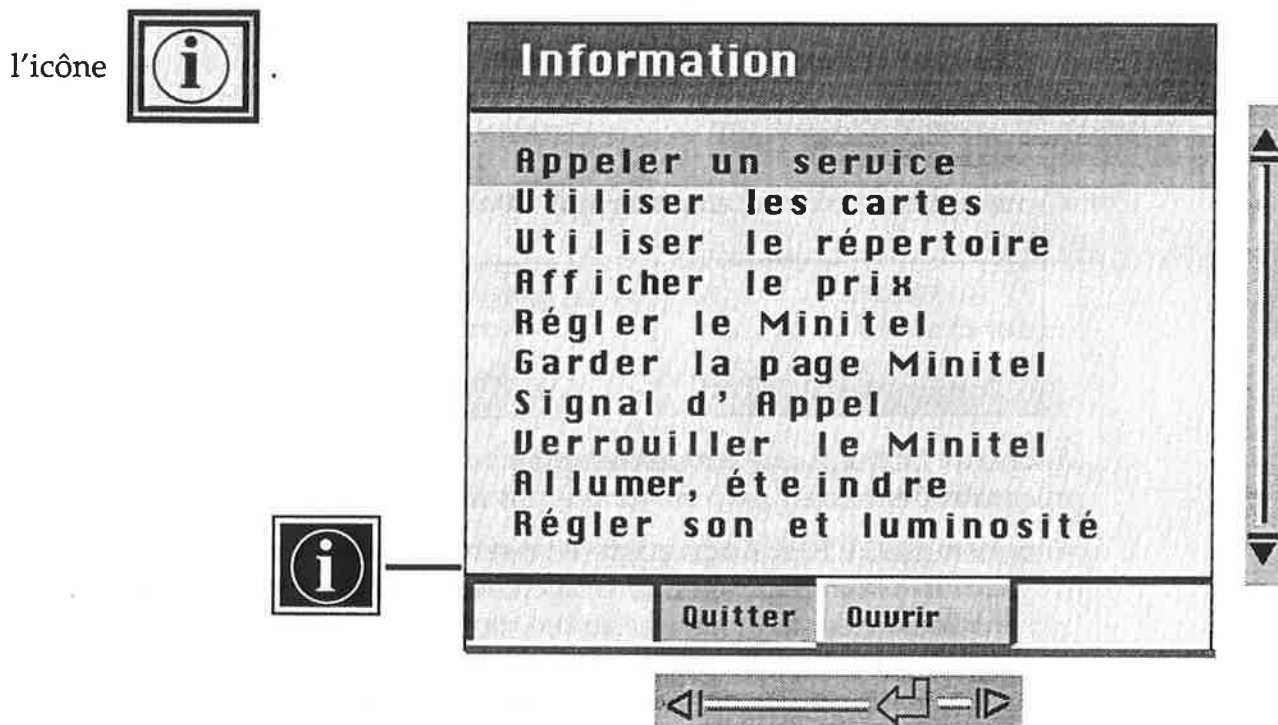 l'icône i .
Information
Appeler un service
Utiliser les cartes
Utiliser le répertoire
Afficher le prix
Régler le Minitel
Garder la page Minitel
Signal d'Appel
Verrouiller le Minitel
Allumer, éteindre
Régler son et luminosité
i
Quitter Ouvrir